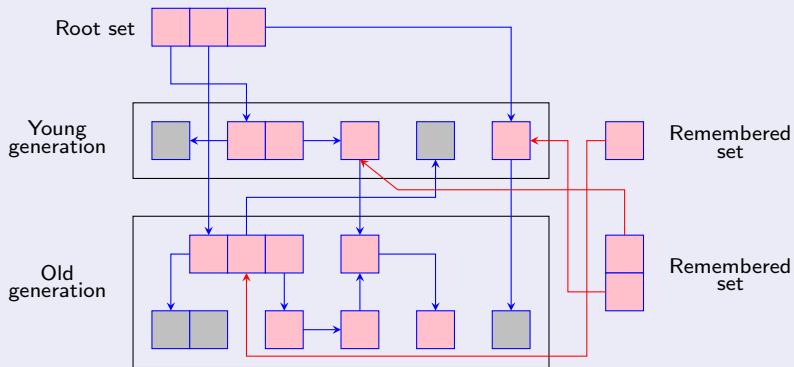 Root set
Young
generation
Remembered
set
Old
generation
Remembered
set